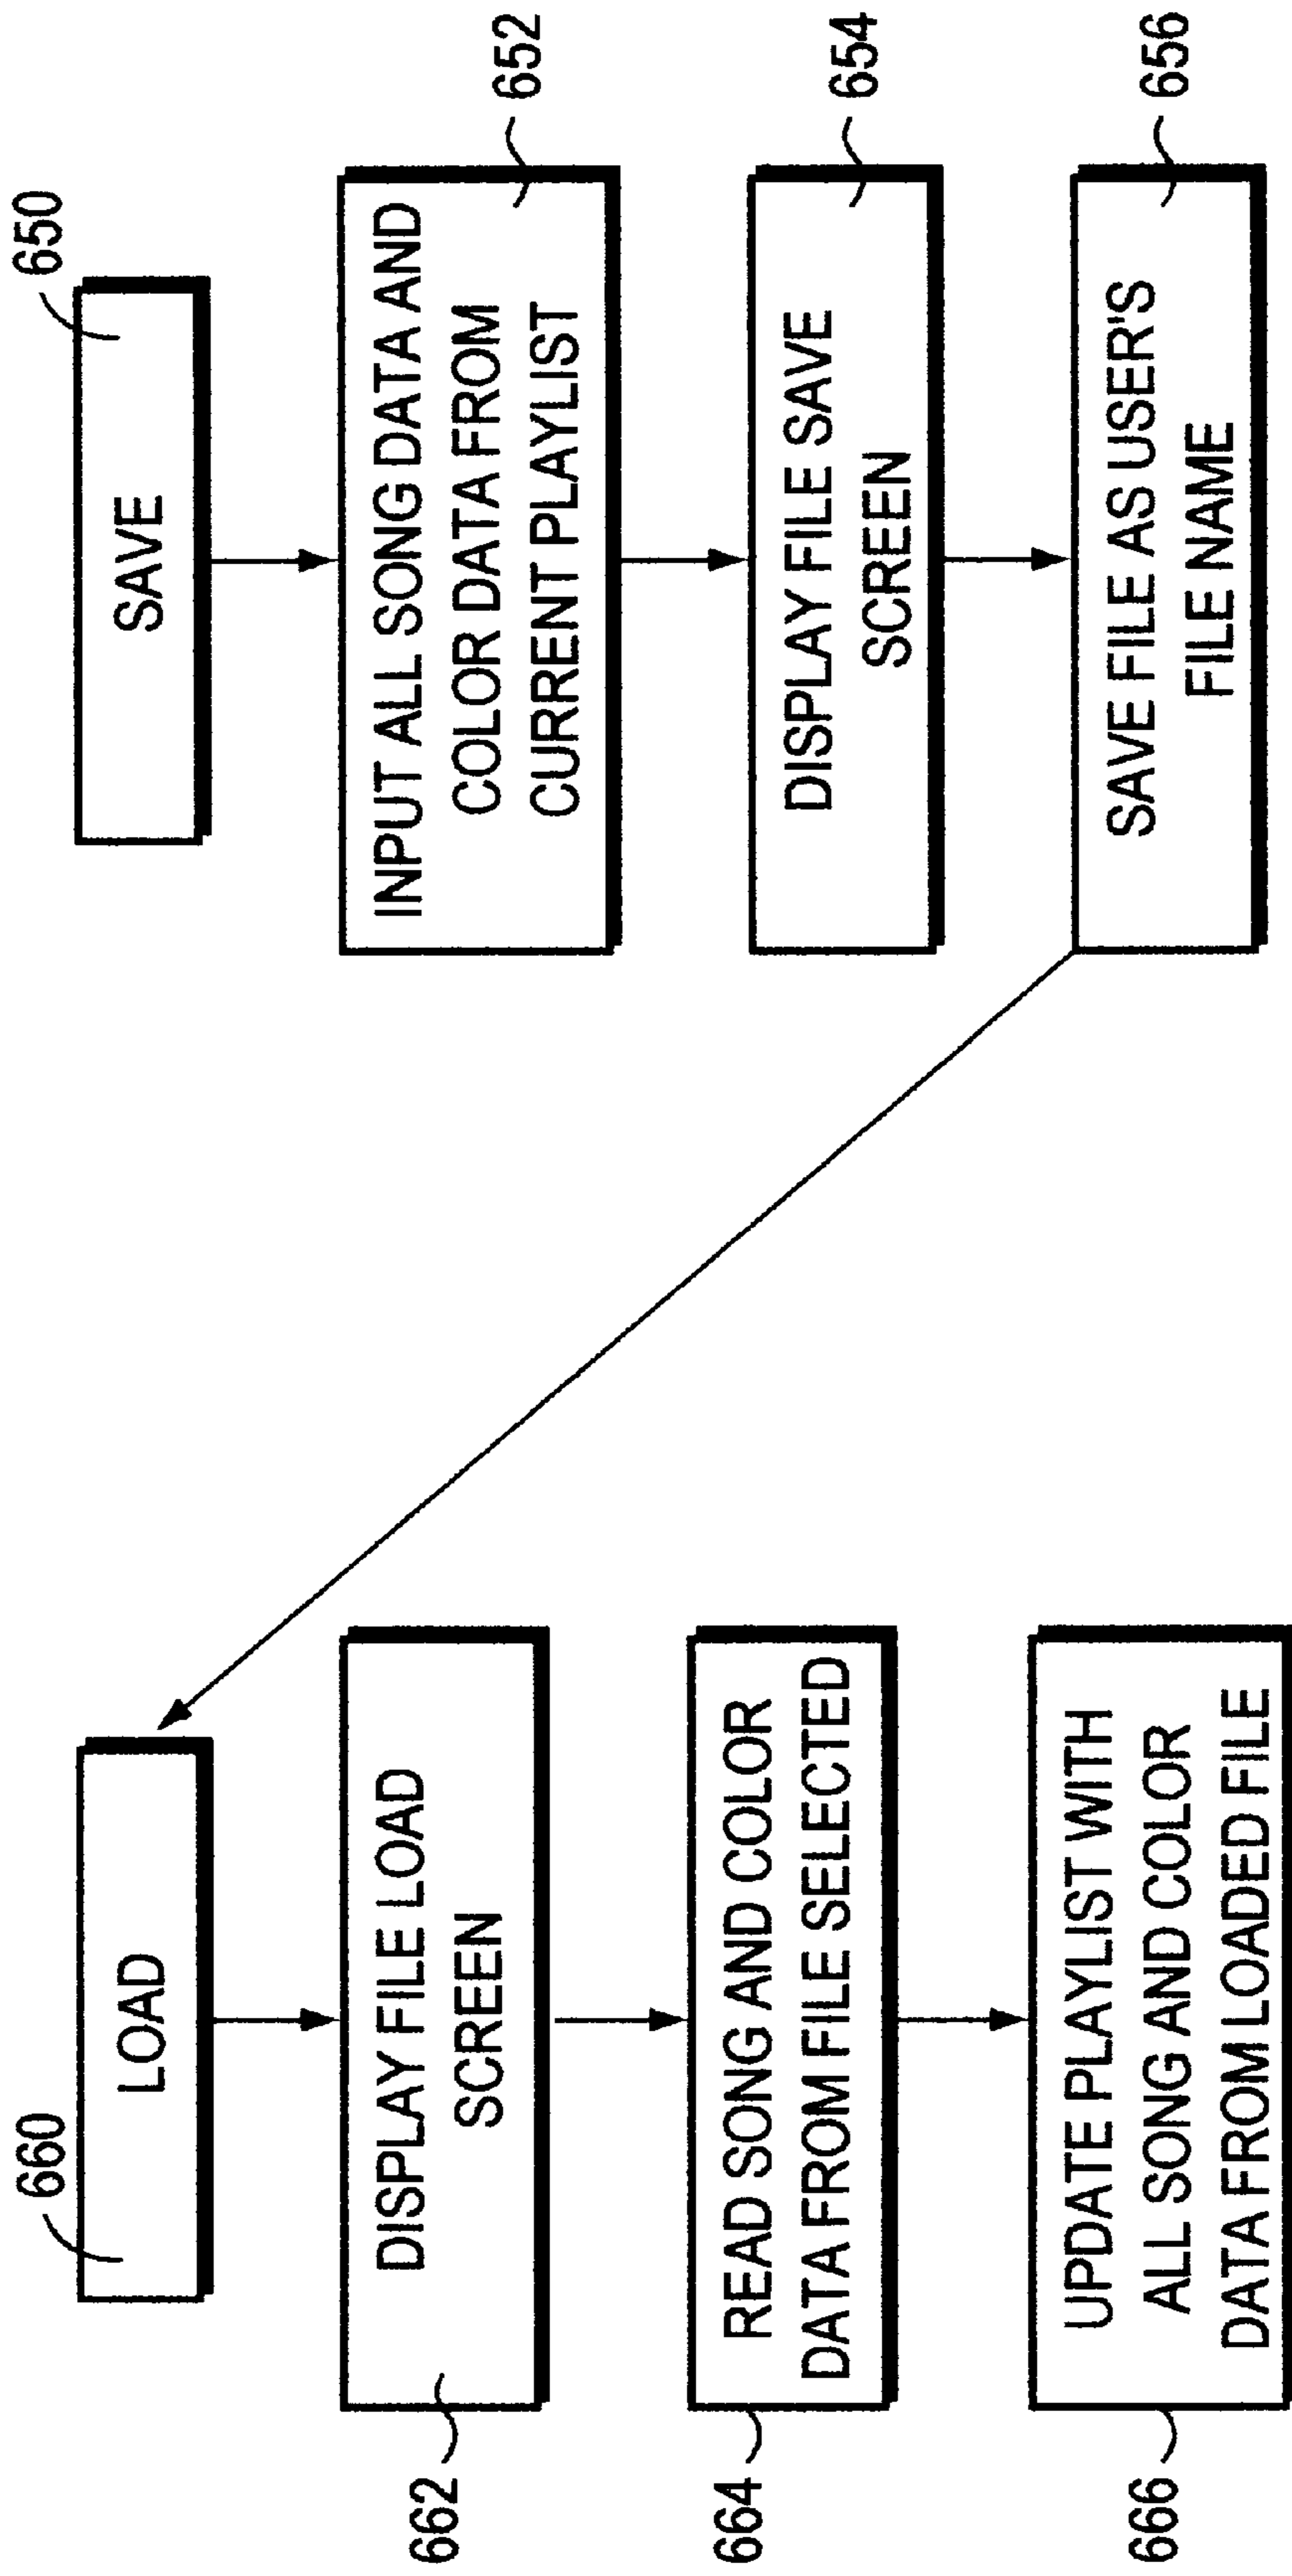 660
LOAD
DISPLAY FILE LOAD
SCREEN
662
READ SONG AND COLOR
DATA FROM FILE SELECTED
664
UPDATE PLAYLIST WITH
ALL SONG AND COLOR
DATA FROM LOADED FILE
666
650
SAVE
INPUT ALL SONG DATA AND
COLOR DATA FROM
CURRENT PLAYLIST
652
DISPLAY FILE SAVE
SCREEN
654
SAVE FILE AS USER'S
FILE NAME
656